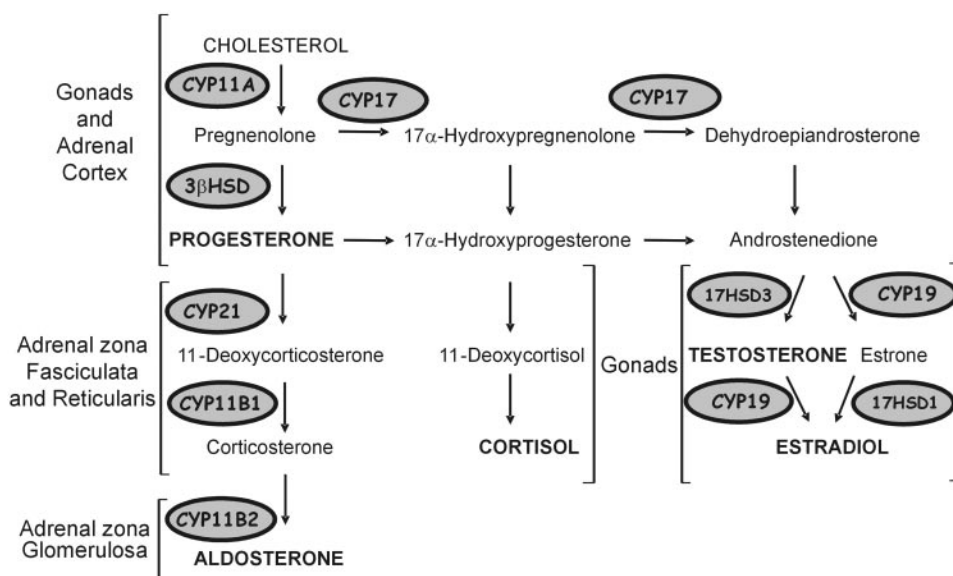 CHOLESTEROL
CYP11A
CYP17
CYP17
Gonads
and
Adrenal
Cortex
Pregnenolone
17α-Hydroxypregnenolone
Dehydroepiandrosterone
3βHSD
PROGESTERONE
17α-Hydroxyprogesterone
Androstenedione
CYP21
17HSD3
CYP19
Adrenal zona
Fasciculata
and Reticularis
11-Deoxycorticosterone
11-Deoxycortisol
Gonads
TESTOSTERONE
Estrone
CYP11B1
CYP19
17HSD1
Corticosterone
CORTISOL
ESTRADIOL
Adrenal zona
Glomerulosa
CYP11B2
ALDOSTERONE